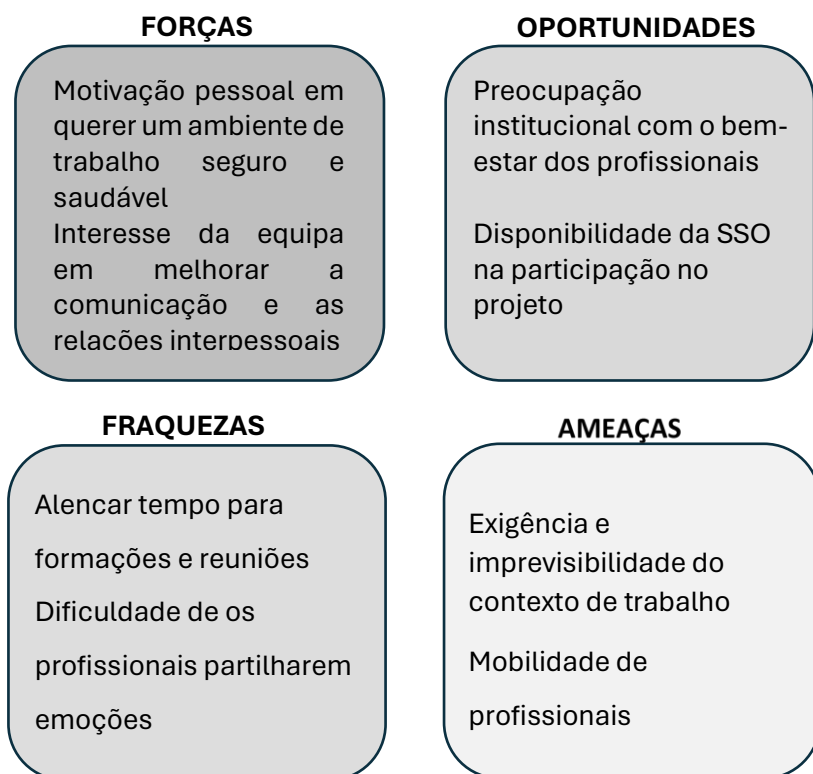 FORÇAS
Motivação pessoal em
querer um ambiente de
trabalho seguro e
saudável
Interesse da equipa
em melhorar a
comunicação e as
relações interpessoais
OPORTUNIDADES
Preocupação
institucional com o bem-
estar dos profissionais
Disponibilidade da SSO
na participação no
projeto
FRAQUEZAS
Alencar tempo para
formações e reuniões
Dificuldade de os
profissionais partilharem
emoções
AMEAÇAS
Exigência e
imprevisibilidade do
contexto de trabalho
Mobilidade de
profissionais